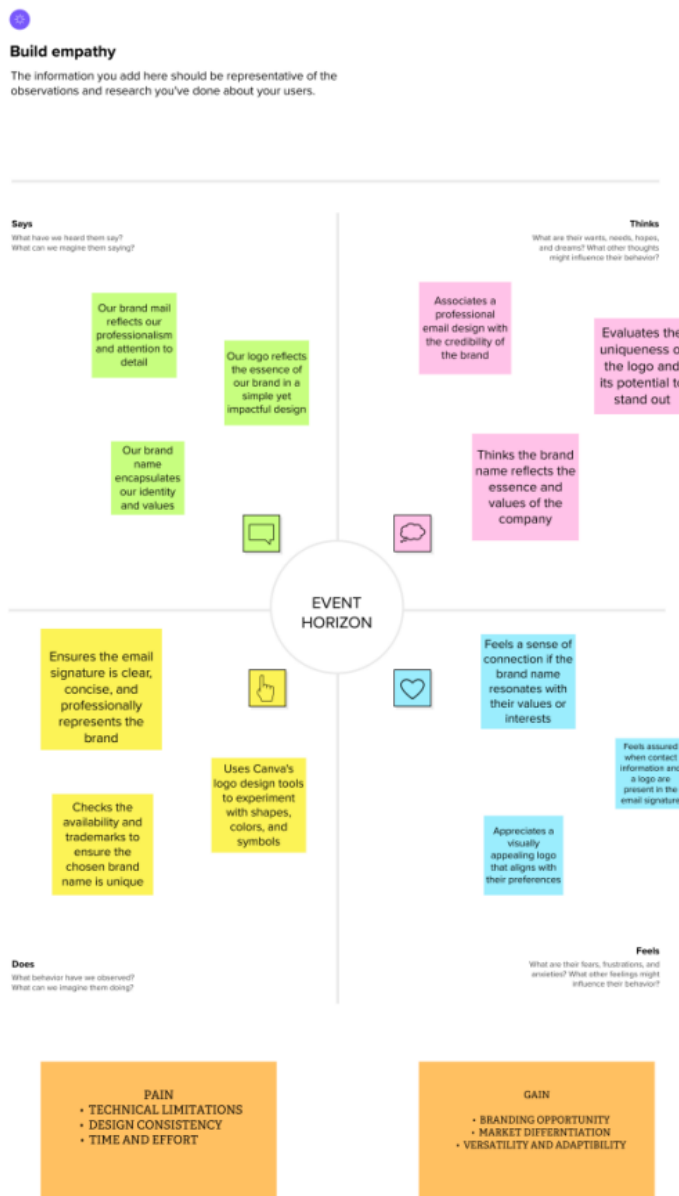 Build empathy
The information you add here should be representative of the
observations and research you've done about your users.
Says
What have we heard them say?
What can we magine them saying?
Thinks
What are their wants, needs, hopes,
and dreams? What other thoughts
might influence their behavior?
Our brand mail
reflects our
professionalism
and attention to
detail
Our logo reflects
the essence of
our brand in a
simple yet
impactful design
Our brand
name
encapsulates
our identity
and values
Associates a
professional
email design with
the credibility of
the brand
Evaluates the
uniqueness o
the logo and
its potential to
stand out
Thinks the brand
name reflects the
essence and
values of the
company
EVENT
HORIZON
Ensures the email
signature is clear,
concise, and
professionally
represents the
brand
Uses Canva's
logo design tools
to experiment
with shapes,
colors, and
symbols
Checks the
availability and
trademarks to
ensure the
chosen brand
name is unique
Feels a sense of
connection if the
brand name
resonates with
their values or
interests
Feels assured
when contact
information and
a logo are
present in the
email signature
Appreciates a
visually
appealing logo
that aligns with
their preferences
Does
What behavior have we observed?
What can we imagine them doing?
Feels
What are their fears, frustrations, and
anxieties? What other feelings might
influence their behavior?
PAIN
• TECHNICAL LIMITATIONS
• DESIGN CONSISTENCY
• TIME AND EFFORT
GAIN
• BRANDING OPPORTUNITY
• MARKET DIFFERNTIATION
• VERSATILITY AND ADAPTIBILITY